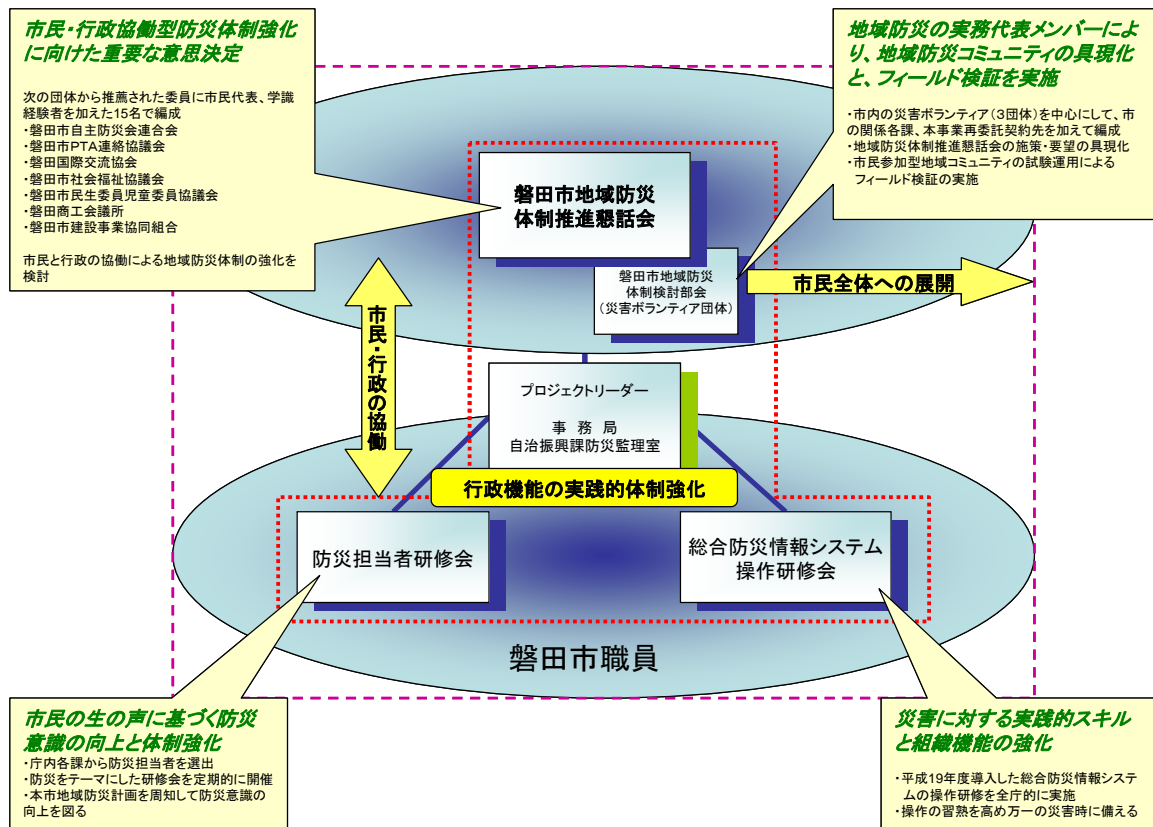 市民・行政協働型防災体制強化
に向けた重要な意思決定
次の団体から推薦された委員に市民代表、学識
経験者を加えた15名で編成
・磐田市自主防災会連合会
・磐田市PTA連絡協議会
・磐田国際交流協会
・磐田市社会福祉協議会
・磐田市民生委員児童委員協議会
・磐田商工会議所
・磐田市建設事業協同組合
市民と行政の協働による地域防災体制の強化を
検討
地域防災の実務代表メンバーによ
り、地域防災コミュニティの具現化
と、フィールド検証を実施
・市内の災害ボランティア(3団体)を中心にして、市
の関係各課、本事業再委託契約先を加えて編成
・地域防災体制推進懇話会の施策・要望の具現化
・市民参加型地域コミュニティの試験運用による
フィールド検証の実施
磐田市地域防災
体制推進懇話会
磐田市地域防災
体制検討部会
(災害ボランティア団体)
市民全体への展開
市民・行政の協働
プロジェクトリーダー
事 務 局
自治振興課防災監理室
行政機能の実践的体制強化
防災担当者研修会
総合防災情報システム
操作研修会
磐田市職員
市民の生の声に基づく防災
意識の向上と体制強化
・庁内各課から防災担当者を選出
・防災をテーマにした研修会を定期的に開催
・本市地域防災計画を周知して防災意識の
向上を図る
災害に対する実践的スキル
と組織機能の強化
・平成19年度導入した総合防災情報システ
ムの操作研修を全庁的に実施
・操作の習熟を高め万一の災害時に備える